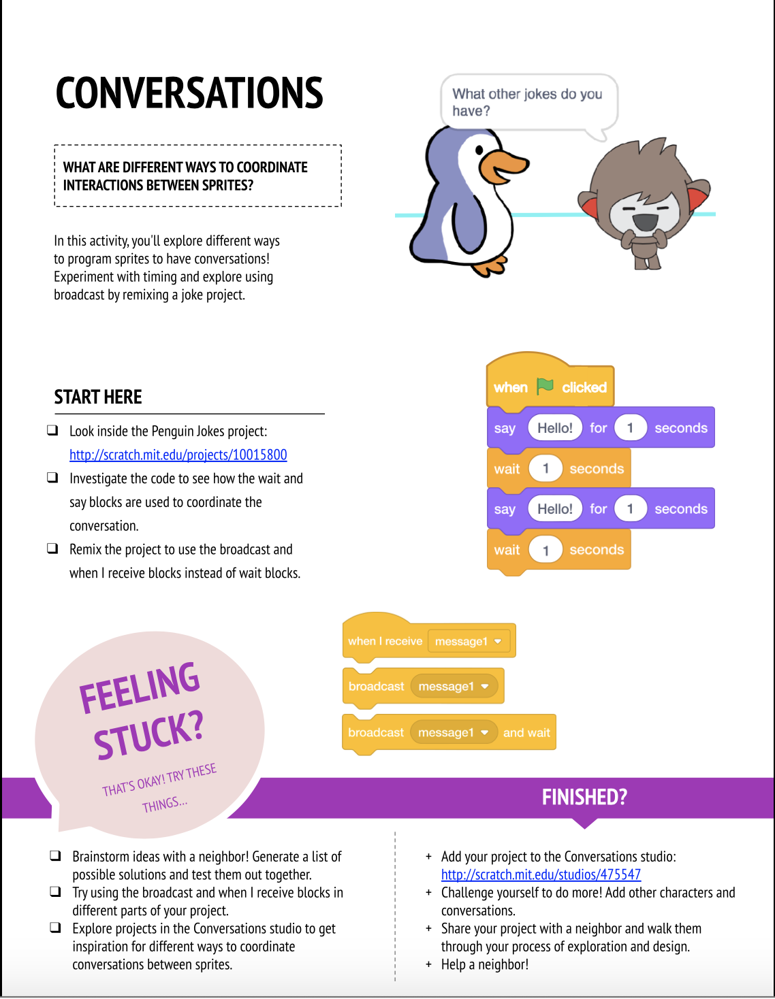 CONVERSATIONS
What other jokes do you
have?
WHAT ARE DIFFERENT WAYS TO COORDINATE
INTERACTIONS BETWEEN SPRITES?
In this activity, you'll explore different ways
to program sprites to have conversations!
Experiment with timing and explore using
broadcast by remixing a joke project.
START HERE
❑ Look inside the Penguin Jokes project:
http://scratch.mit.edu/projects/10015800
❑ Investigate the code to see how the wait and
say blocks are used to coordinate the
conversation.
❑ Remix the project to use the broadcast and
when I receive blocks instead of wait blocks.
when clicked
say Hello! for 1 seconds
wait 1 seconds
say Hello! for 1 seconds
wait 1 seconds
when I receive message1
broadcast message1
broadcast message1 and wait
FEELING
STUCK?
THAT'S OKAY! TRY THESE
THINGS...
❑ Brainstorm ideas with a neighbor! Generate a list of
possible solutions and test them out together.
❑ Try using the broadcast and when I receive blocks in
different parts of your project.
❑ Explore projects in the Conversations studio to get
inspiration for different ways to coordinate
conversations between sprites.
FINISHED?
+ Add your project to the Conversations studio:
http://scratch.mit.edu/studios/475547
+ Challenge yourself to do more! Add other characters and
conversations.
+ Share your project with a neighbor and walk them
through your process of exploration and design.
+ Help a neighbor!